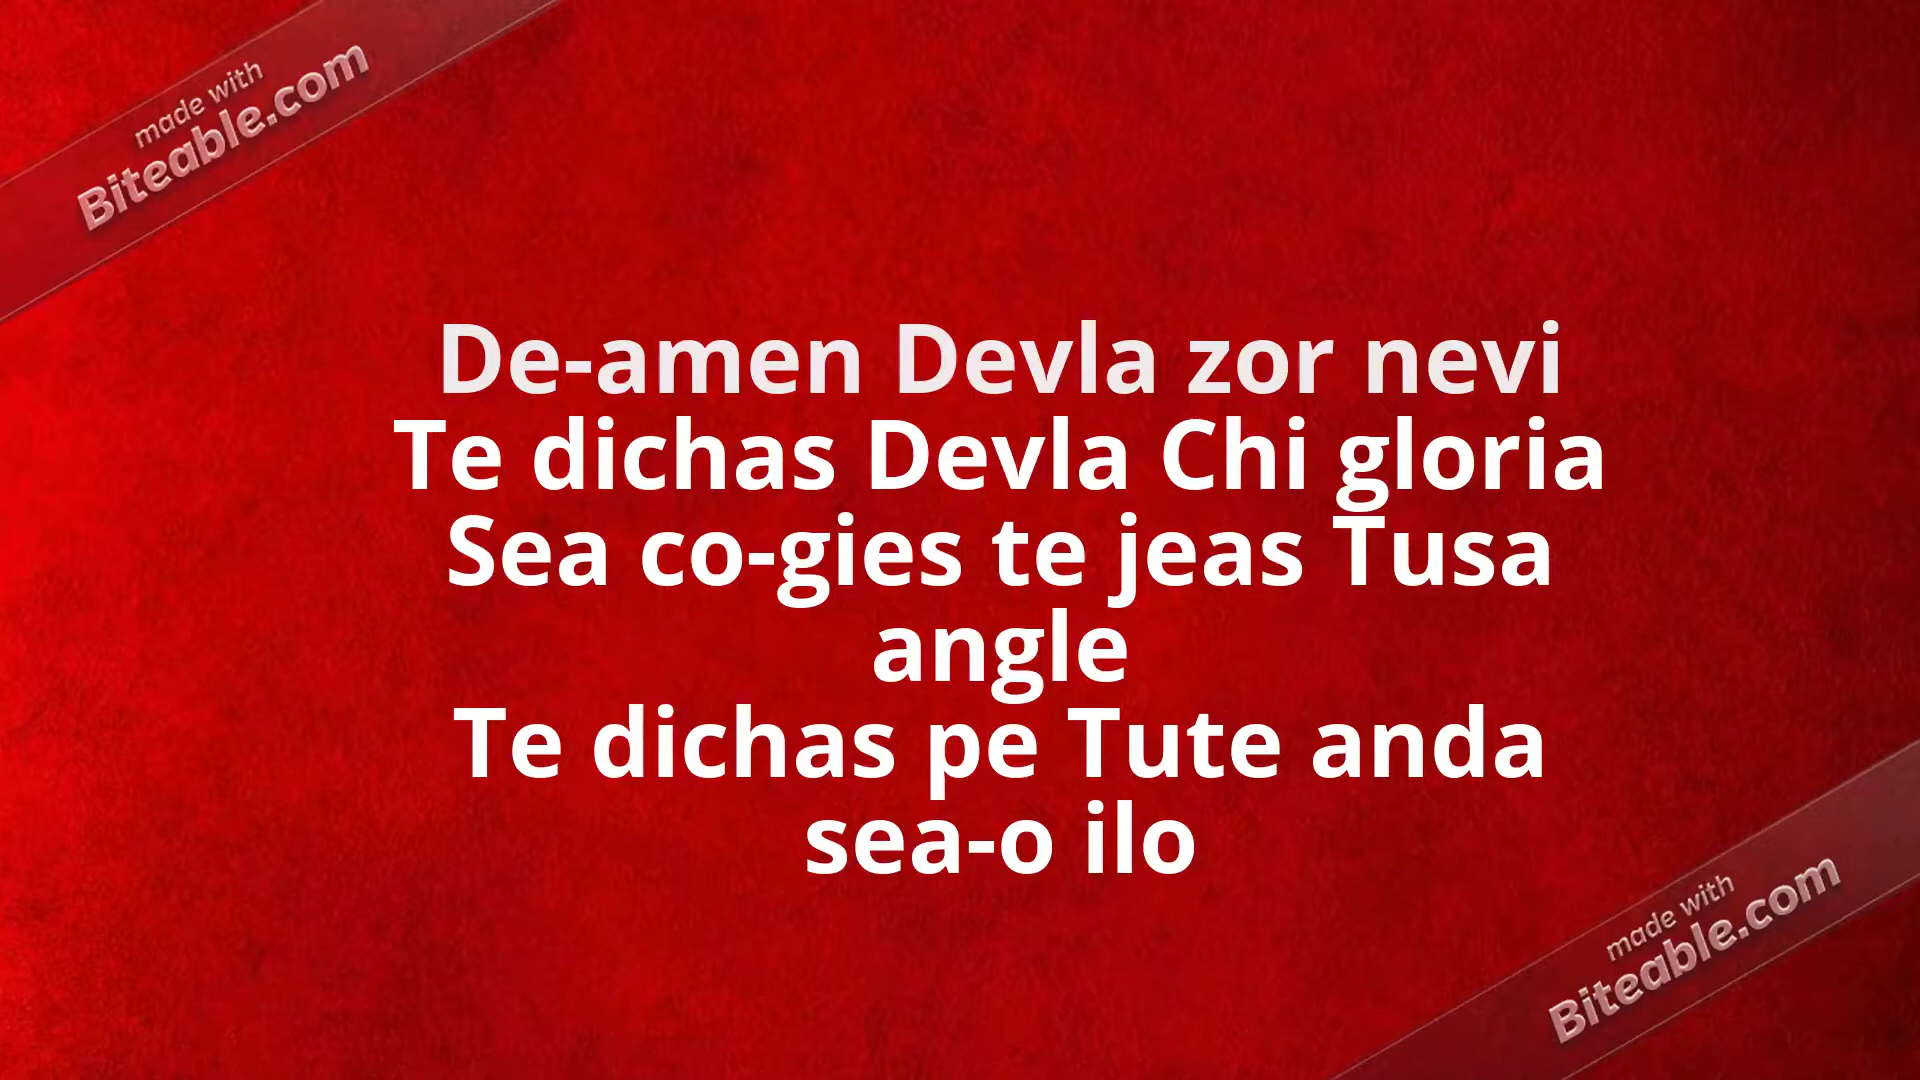 made with
Biteable.com
De-amen Devla zor nevi
Te dichas Devla Chi gloria
Sea co-gies te jeas Tusa
angle
Te dichas pe Tute anda
sea-o ilo
made with
Biteable.com